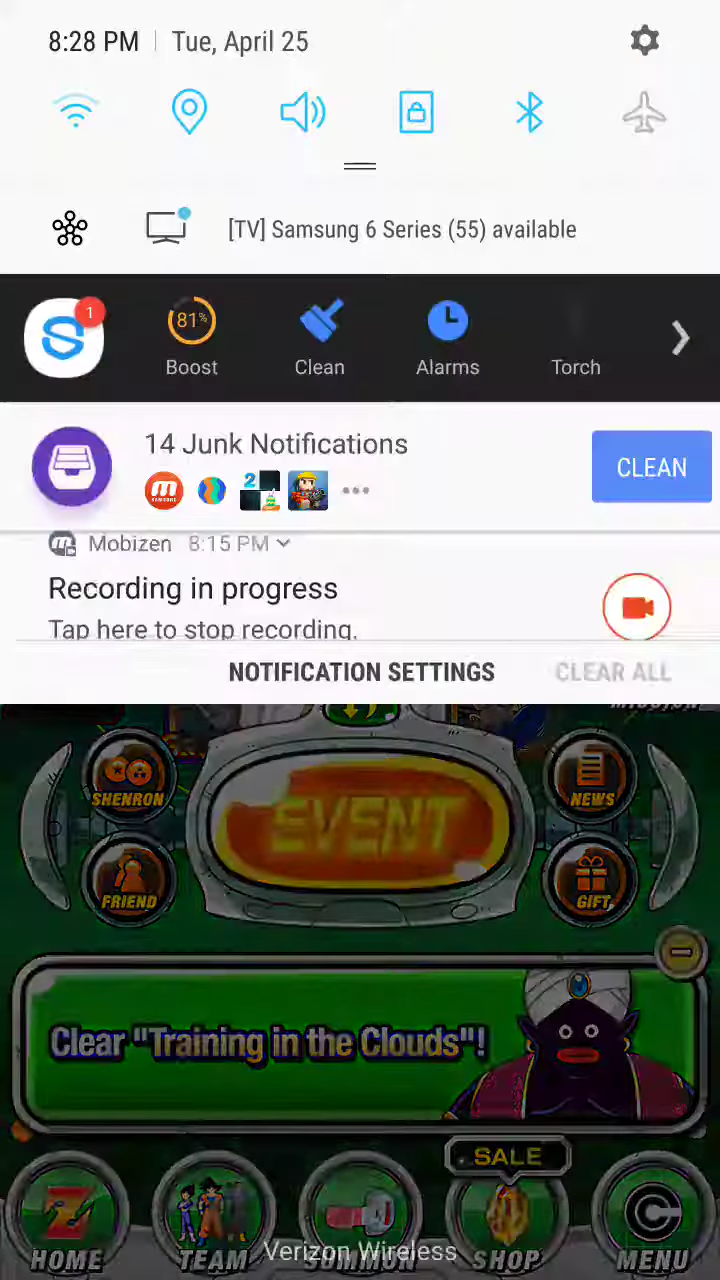 8:28 PM | Tue, April 25
[TV] Samsung 6 Series (55) available
1
81%
Boost
Clean
Alarms
Torch
14 Junk Notifications
CLEAN
Mobizen 8:15 PM
Recording in progress
Tap here to stop recording.
NOTIFICATION SETTINGS
CLEAR ALL
MISSION
SHENRON
EVENT
NEWS
FRIEND
GIFT
Clear "Training in the Clouds"!
SALE
HOME
TEAM
SUMMON
SHOP
MENU
Verizon Wireless